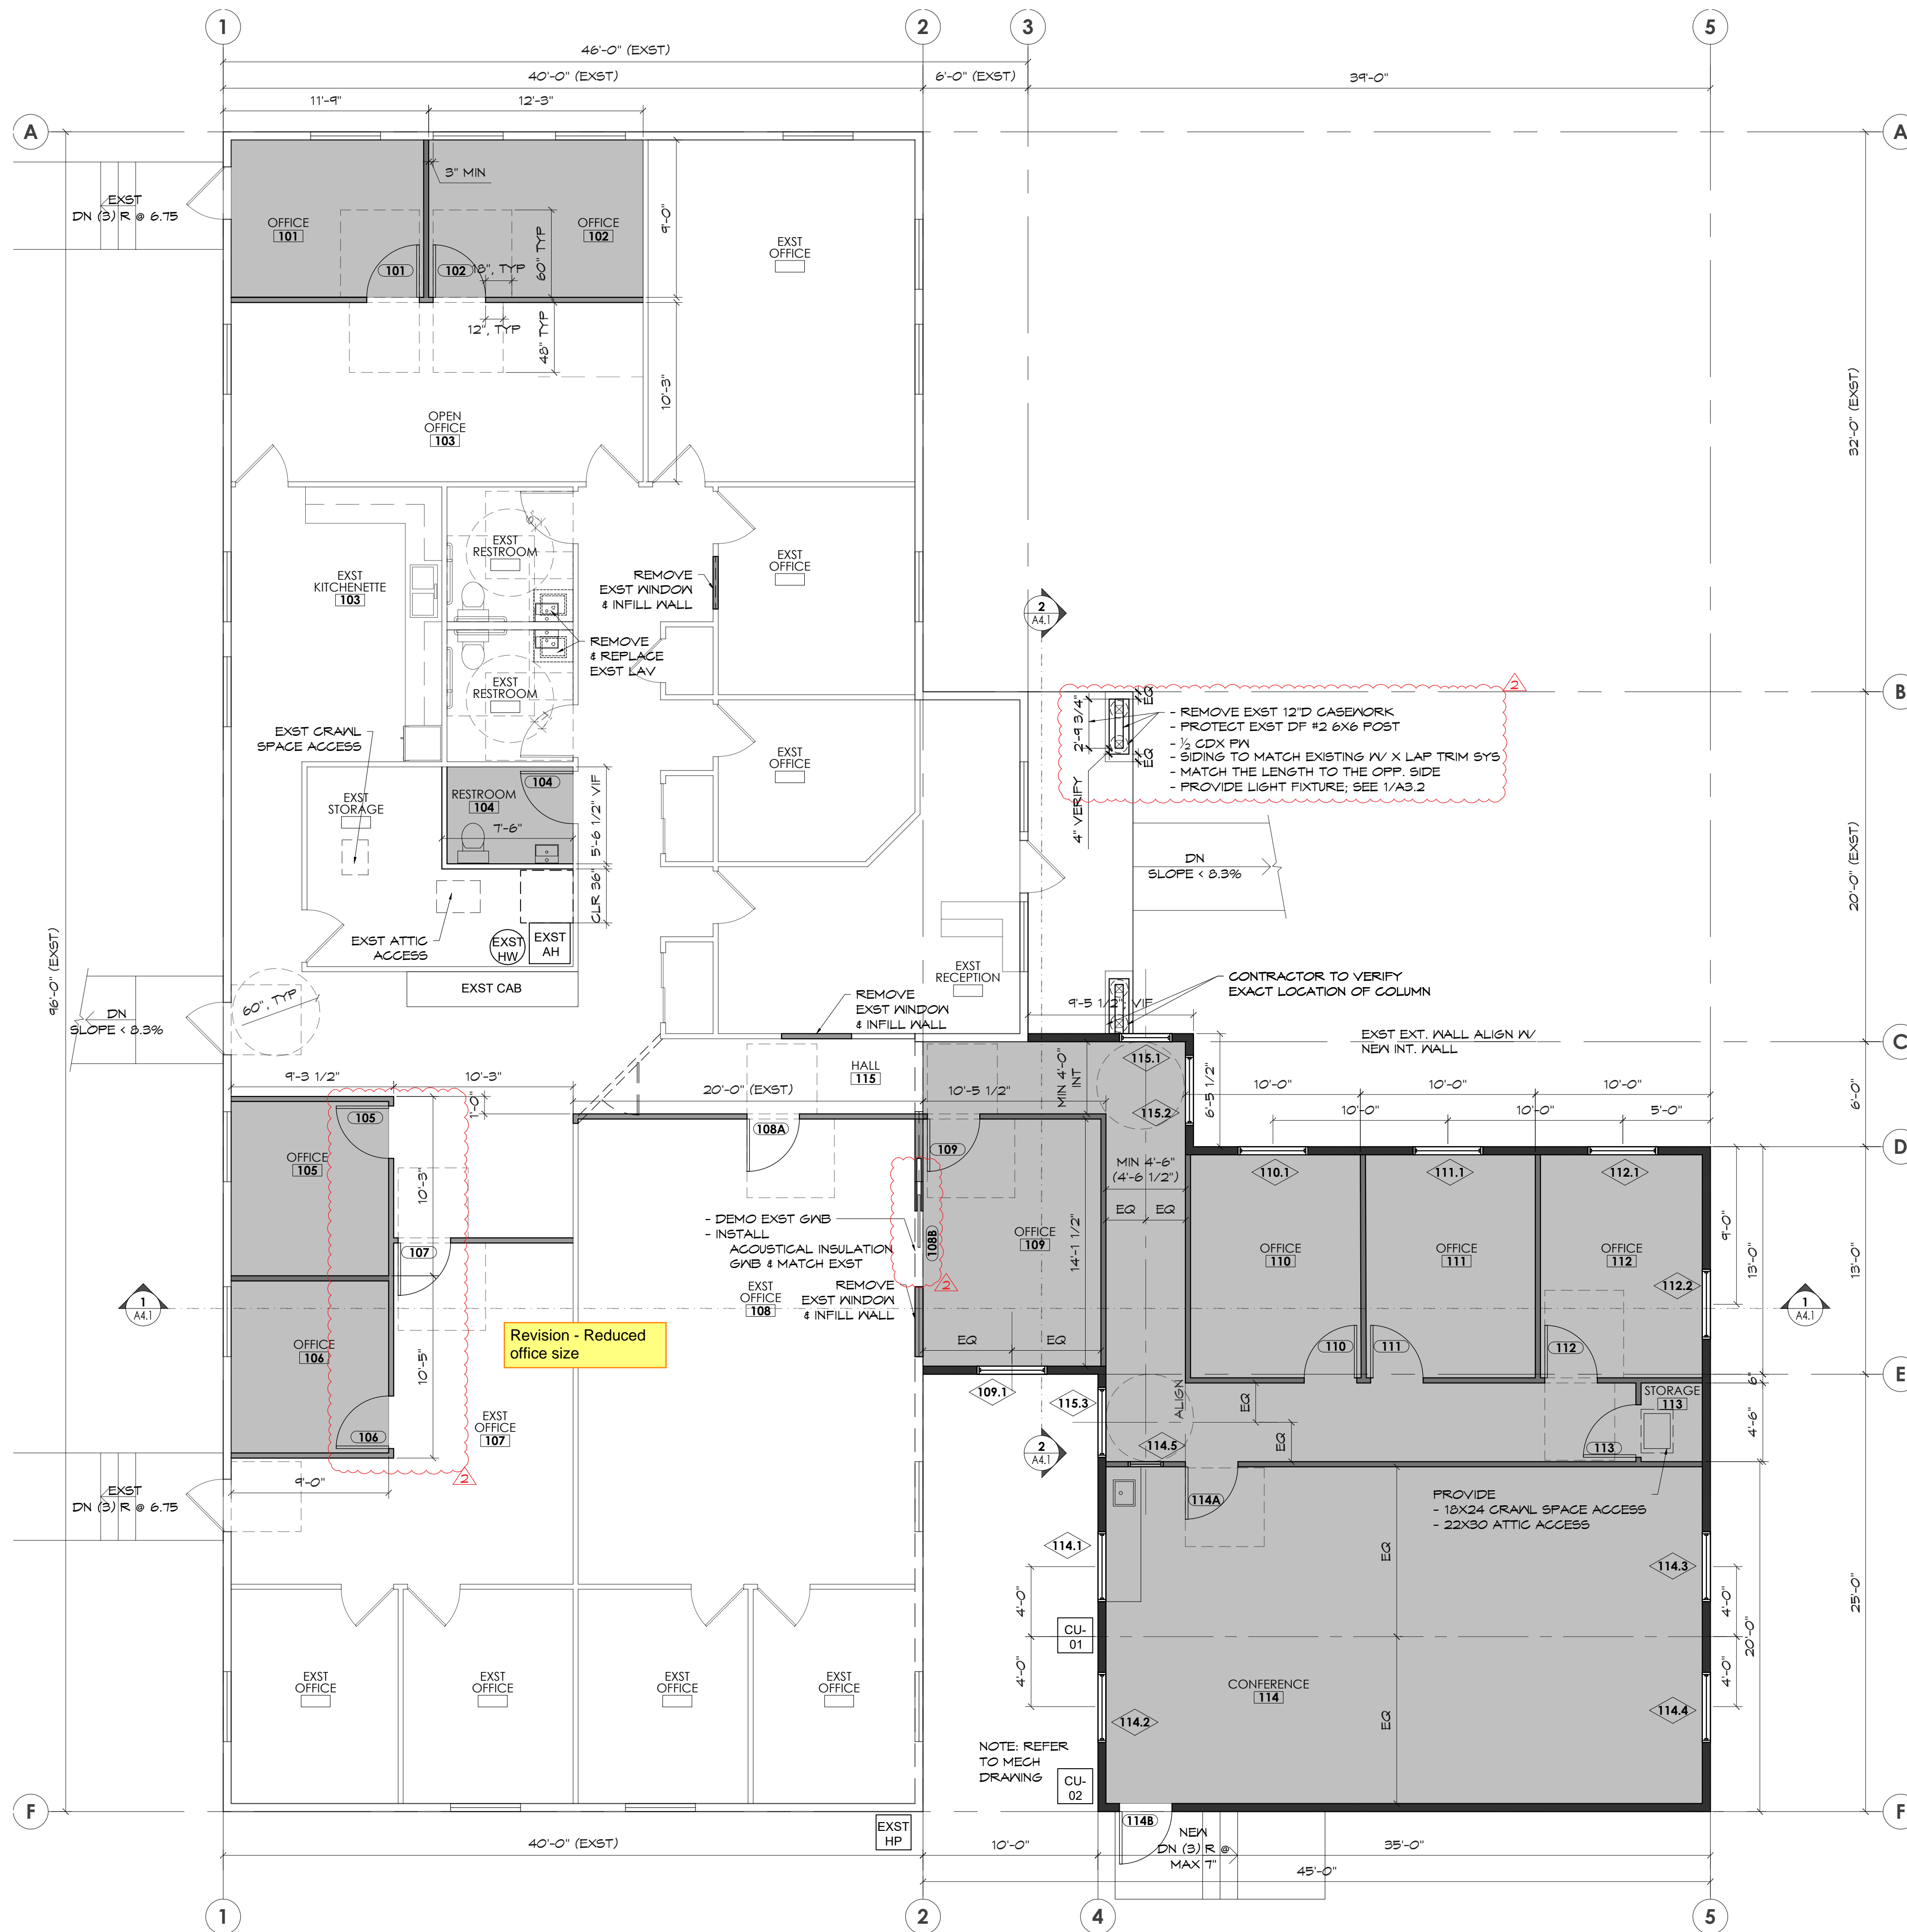 1
2
3
5
46'-0" (EXST)
40'-0" (EXST)
6'-0" (EXST)
39'-0"
11'-9"
12'-3"
A
A
3" MIN
EXST
DN (3) R @ 6.75
OFFICE
101
OFFICE
102
9'-0"
60" TYP
EXST
OFFICE
101
102
18", TYP
12", TYP
48" TYP
10'-3"
32'-0" (EXST)
OPEN
OFFICE
103
EXST
RESTROOM
EXST
KITCHENETTE
103
REMOVE
EXST WINDOW
& INFILL WALL
EXST
OFFICE
2
A4.1
REMOVE
& REPLACE
EXST LAV
EXST
RESTROOM
2
B
EQ
2'-9 3/4"
EQ
4" VERIFY
- REMOVE EXST 12"D CASEWORK
- PROTECT EXST DF #2 6X6 POST
- ½ CDX PW
- SIDING TO MATCH EXISTING W/ X LAP TRIM SYS
- MATCH THE LENGTH TO THE OPP. SIDE
- PROVIDE LIGHT FIXTURE; SEE 1/A3.2
EXST CRAWL
SPACE ACCESS
EXST
OFFICE
EXST
STORAGE
RESTROOM
104
104
7'-6"
5'-6 1/2" VIF
CLR 36"
DN
SLOPE < 8.3%
20'-0" (EXST)
EXST ATTIC
ACCESS
EXST
HW
EXST
AH
96'-0" (EXST)
EXST CAB
EXST
RECEPTION
60", TYP
DN
SLOPE < 8.3%
REMOVE
EXST WINDOW
& INFILL WALL
CONTRACTOR TO VERIFY
EXACT LOCATION OF COLUMN
9'-5 1/2", VIF
EXST EXT. WALL ALIGN W/
NEW INT. WALL
C
HALL
115
115.1
115.2
MIN 4'-0"
INT
6'-5 1/2"
6'-0"
9'-3 1/2"
10'-3"
1'-0"
20'-0" (EXST)
10'-5 1/2"
10'-0"
10'-0"
10'-0"
10'-0"
10'-0"
5'-0"
D
105
OFFICE
105
108A
109
MIN 4'-6"
(4'-6 1/2")
EQ
EQ
110.1
111.1
112.1
10'-3"
107
- DEMO EXST GWB
- INSTALL
ACOUSTICAL INSULATION
GWB & MATCH EXST
108B
OFFICE
109
14'-1 1/2"
OFFICE
110
OFFICE
111
OFFICE
112
9'-0"
13'-0"
13'-0"
112.2
1
A4.1
EXST
OFFICE
108
REMOVE
EXST WINDOW
& INFILL WALL
2
1
A4.1
OFFICE
106
Revision - Reduced
office size
EQ
EQ
110
111
112
10'-5"
E
109.1
115.3
ALIGN
EQ
EQ
STORAGE
113
6"
4'-6"
EXST
OFFICE
107
106
2
A4.1
114.5
113
2
9'-0"
EXST
DN (3) R @ 6.75
114A
PROVIDE
- 18X24 CRAWL SPACE ACCESS
- 22X30 ATTIC ACCESS
114.1
EQ
114.3
4'-0"
4'-0"
25'-0"
CU-
01
20'-0"
4'-0"
4'-0"
EXST
OFFICE
EXST
OFFICE
EXST
OFFICE
EXST
OFFICE
CONFERENCE
114
114.2
EQ
114.4
NOTE: REFER
TO MECH
DRAWING
CU-
02
F
F
EXST
HP
114B
NEW
DN (3) R @
MAX 7"
40'-0" (EXST)
10'-0"
35'-0"
45'-0"
1
2
4
5